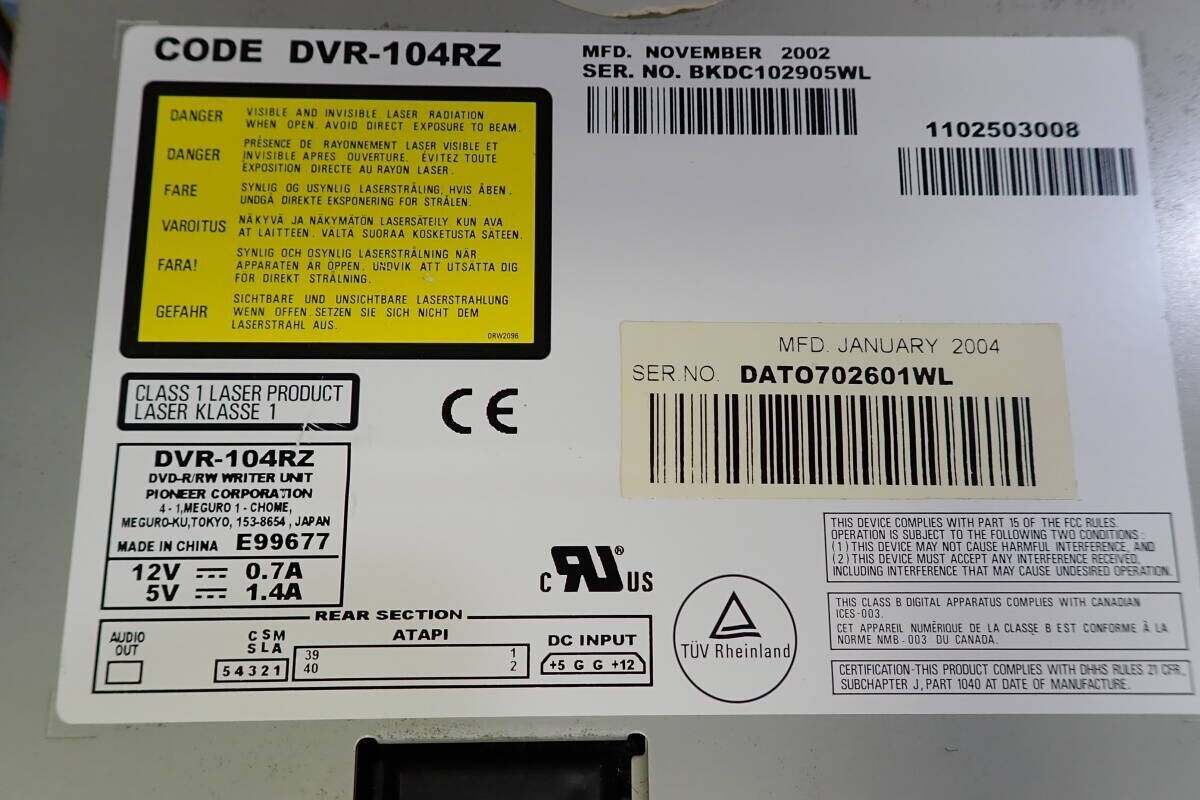 CODE DVR-104RZ
MFD. NOVEMBER 2002
SER. NO. BKDC102905WL
1102503008
DANGER VISIBLE AND INVISIBLE LASER RADIATION
WHEN OPEN. AVOID DIRECT EXPOSURE TO BEAM.
DANGER PRÉSENCE DE RAYONNEMENT LASER VISIBLE ET
INVISIBLE APRES OUVERTURE. ÉVITEZ TOUTE
EXPOSITION DIRECTE AU RAYON LASER.
FARE SYNLIG OG USYNLIG LASERSTRÅLING, HVIS ÅBEN.
UNDGÅ DIREKTE EKSPONERING FOR STRÅLEN.
VAROITUS NÄKYVÄ JA NÄKYMÄTÖN LASERSÄTEILY KUN AVA
AT LAITTEEN. VÄLTÄ SUORAA KOSKETUSTA SÄTEEN.
FARA! SYNLIG OCH OSYNLIG LASERSTRÅLNING NÄR
APPARATEN ÄR ÖPPEN. UNDVIK ATT UTSÄTTA DIG
FÖR DIREKT STRÅLNING.
GEFAHR SICHTBARE UND UNSICHTBARE LASERSTRAHLUNG
WENN OFFEN. SETZEN SIE SICH NICHT DEM
LASERSTRAHL AUS.
DRW2096
MFD. JANUARY 2004
SER.NO. DATO702601WL
CLASS 1 LASER PRODUCT
LASER KLASSE 1
CE
DVR-104RZ
DVD-R/RW WRITER UNIT
PIONEER CORPORATION
4-1, MEGURO 1-CHOME,
MEGURO-KU, TOKYO, 153-8654, JAPAN
MADE IN CHINA E99677
12V 0.7A
5V 1.4A
c RU® US
TÜV Rheinland
THIS DEVICE COMPLIES WITH PART 15 OF THE FCC RULES.
OPERATION IS SUBJECT TO THE FOLLOWING TWO CONDITIONS:
(1) THIS DEVICE MAY NOT CAUSE HARMFUL INTERFERENCE, AND
(2) THIS DEVICE MUST ACCEPT ANY INTERFERENCE RECEIVED,
INCLUDING INTERFERENCE THAT MAY CAUSE UNDESIRED OPERATION.
THIS CLASS B DIGITAL APPARATUS COMPLIES WITH CANADIAN
ICES-003.
CET APPAREIL NUMÉRIQUE DE LA CLASSE B EST CONFORME À LA
NORME NMB-003 DU CANADA.
CERTIFICATION-THIS PRODUCT COMPLIES WITH DHHS RULES 21 CFR,
SUBCHAPTER J, PART 1040 AT DATE OF MANUFACTURE.
REAR SECTION
AUDIO
OUT
C S M
S L A
5 4 3 2 1
ATAPI
39 1
40 2
DC INPUT
+5 G G +12